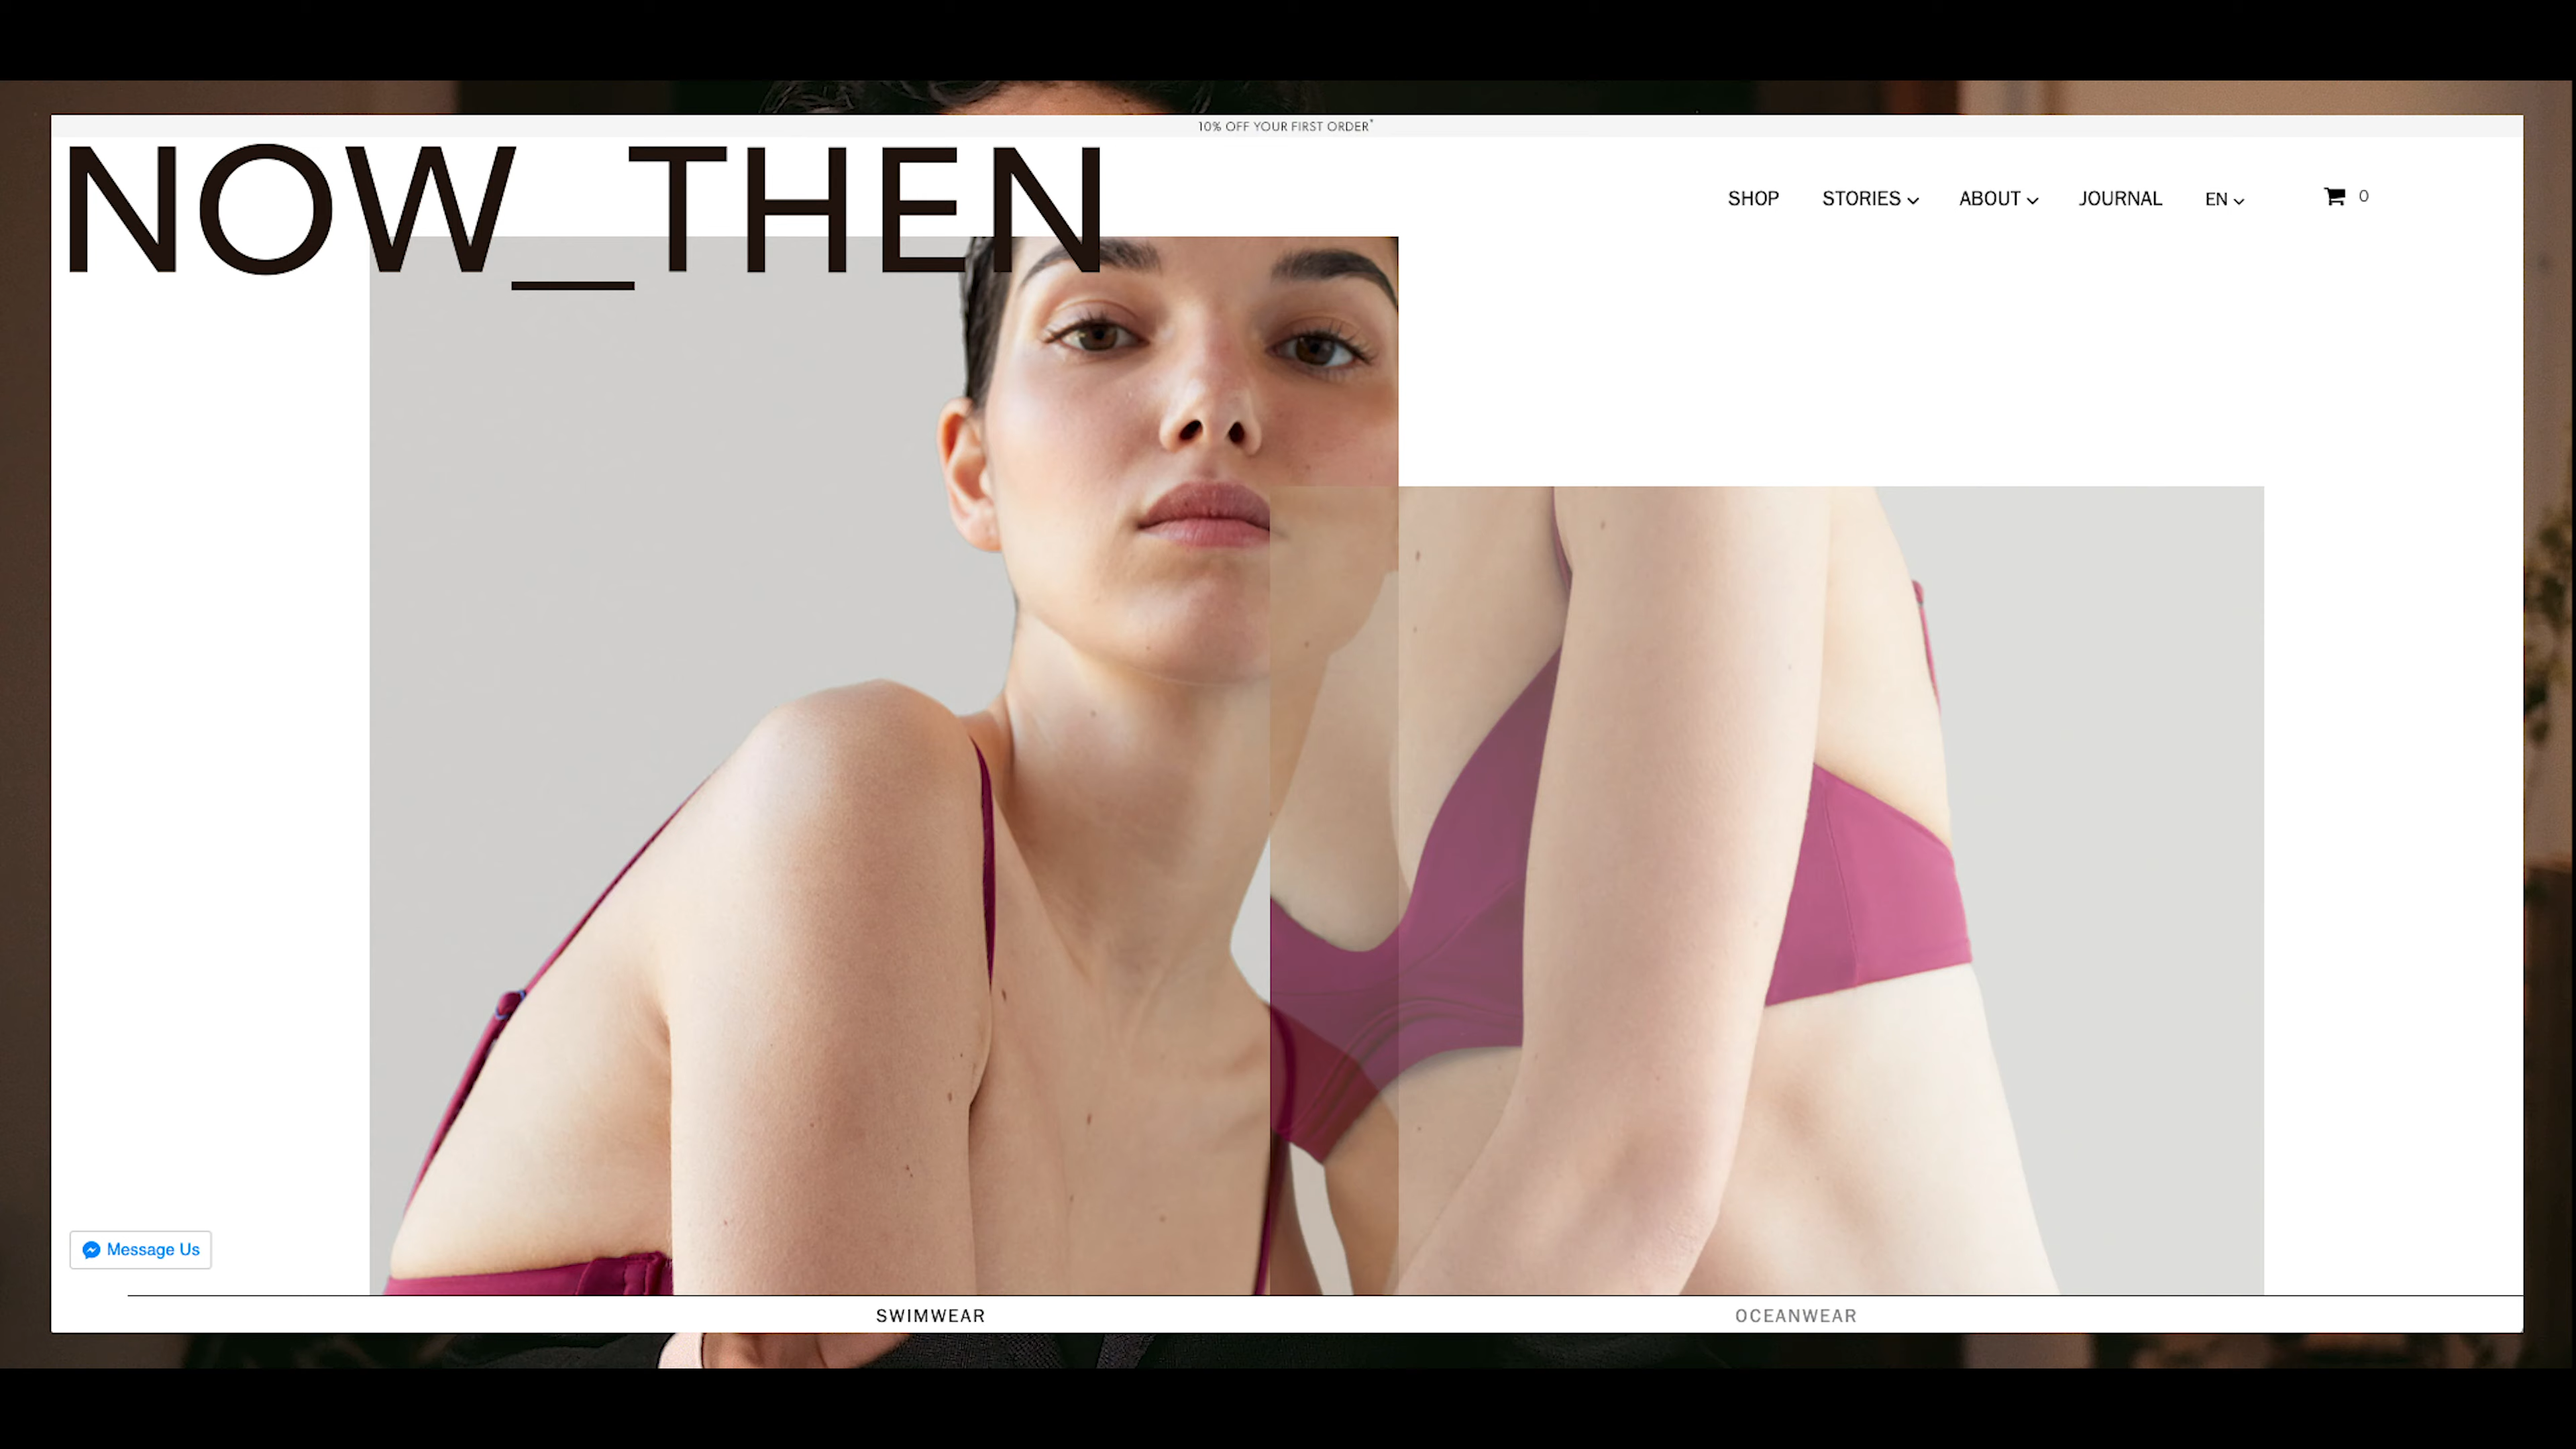 10% OFF YOUR FIRST ORDER*
NOW_THEN
SHOP STORIES ABOUT JOURNAL EN 0
Message Us
SWIMWEAR OCEANWEAR